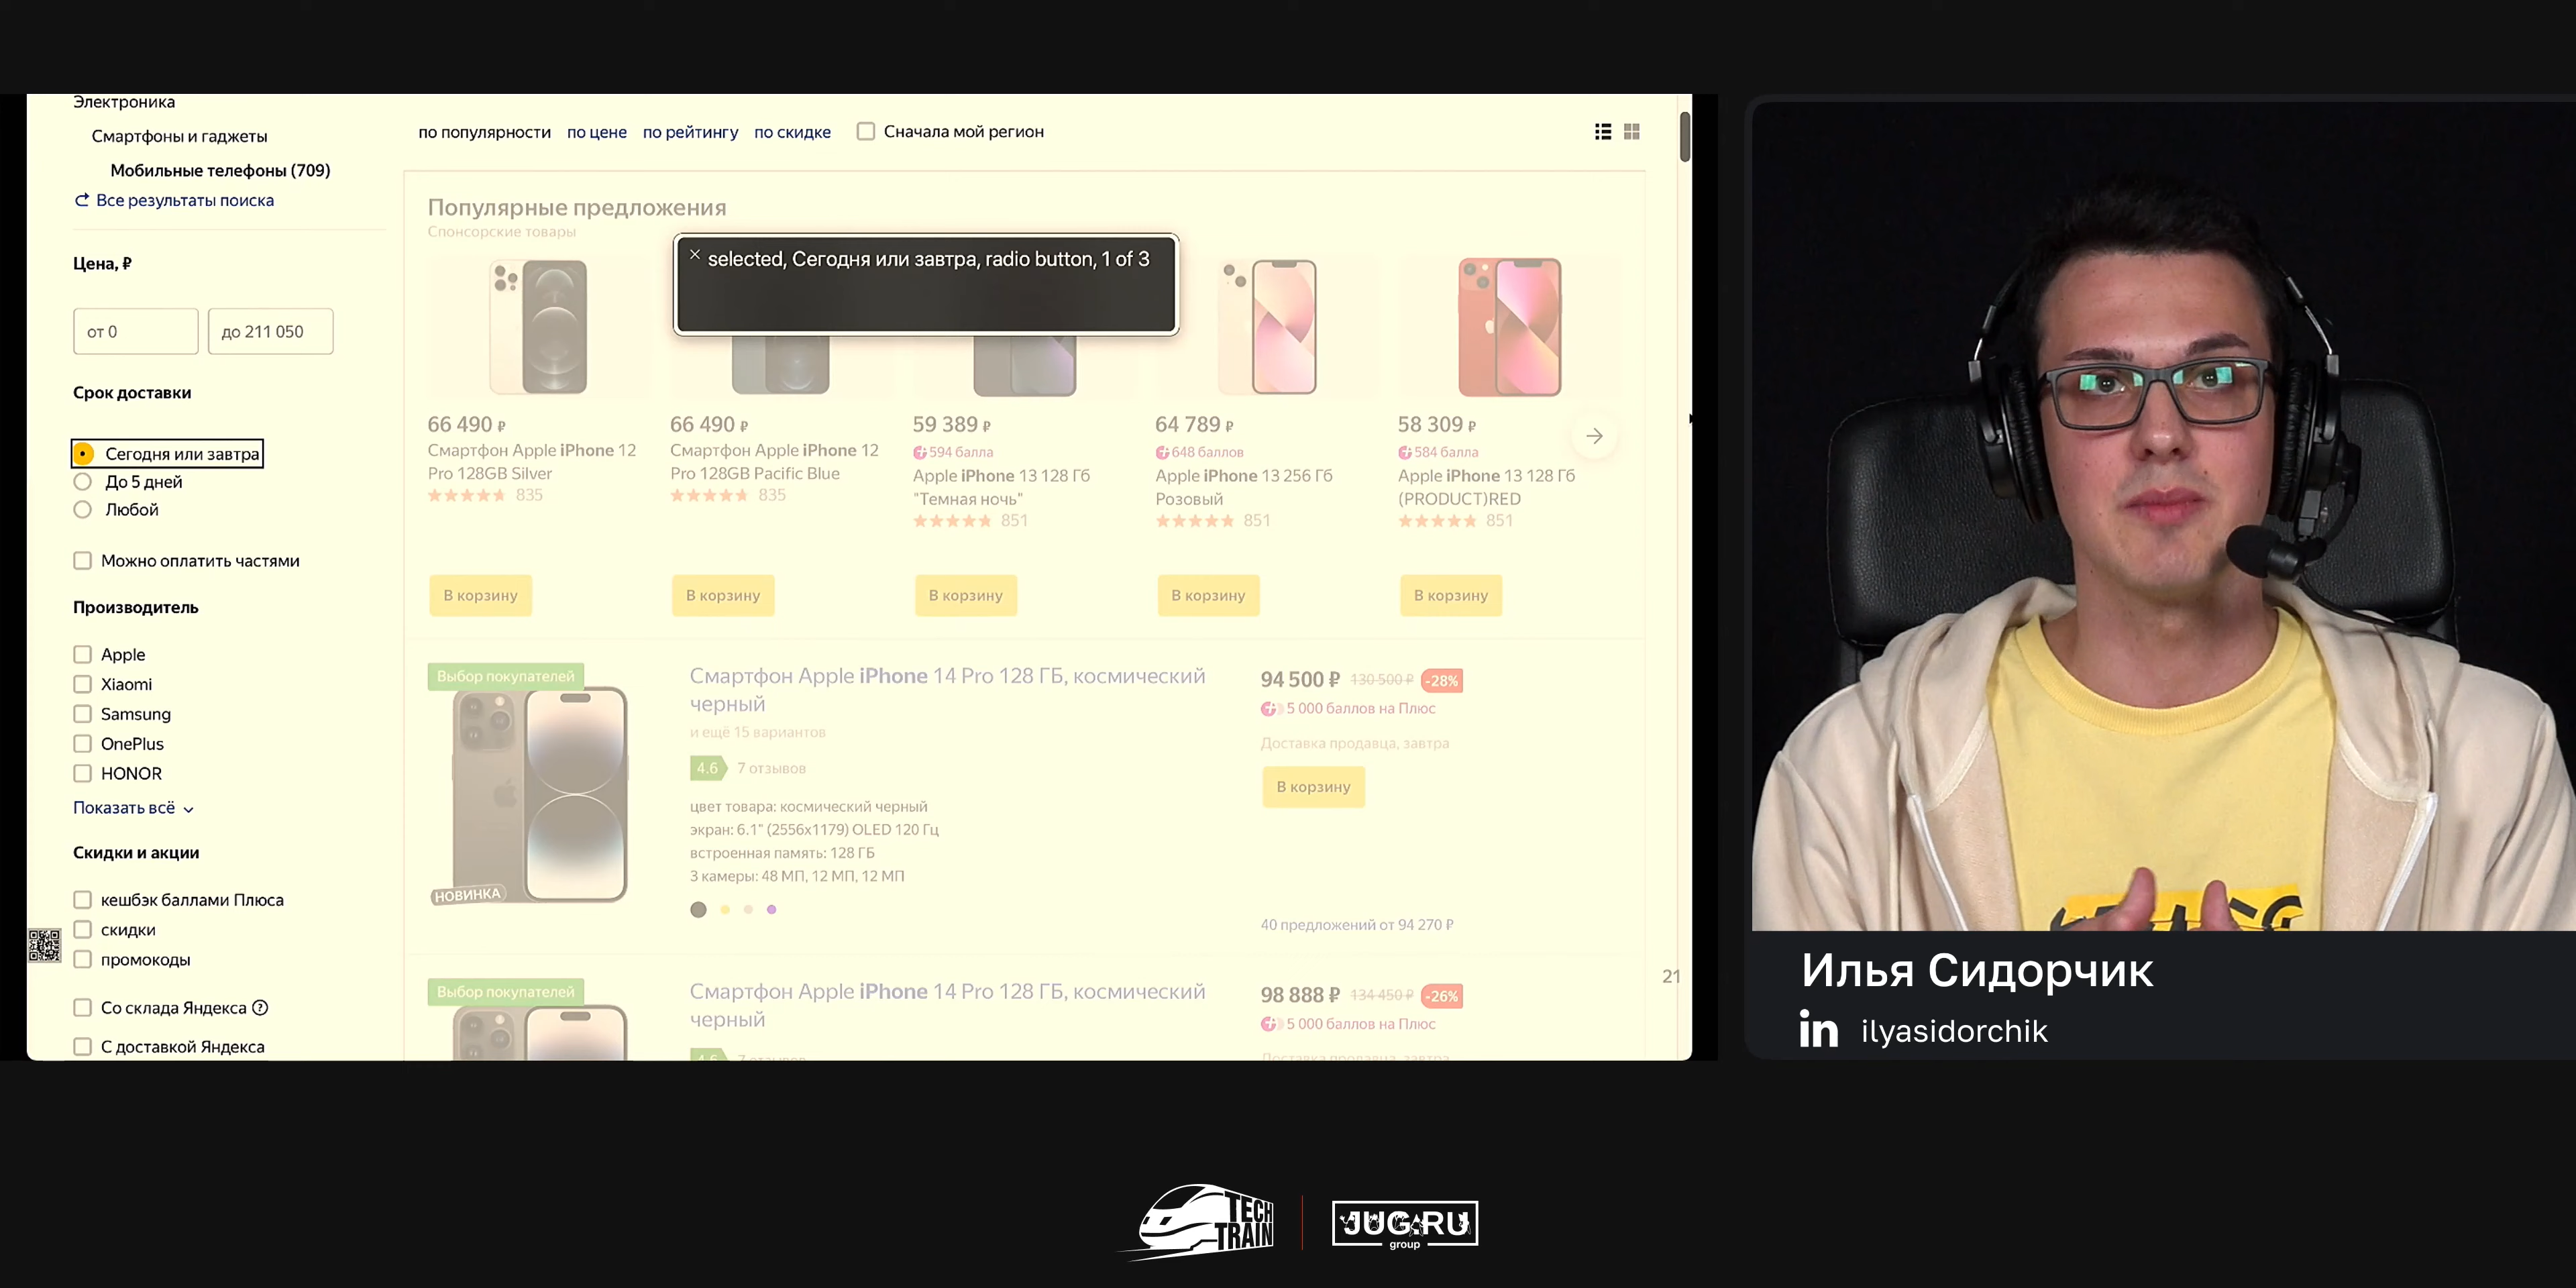 Электроника
Смартфоны и гаджеты
Мобильные телефоны (709)
Все результаты поиска
Цена, ₽
от 0
до 211 050
Срок доставки
Сегодня или завтра
До 5 дней
Любой
Можно оплатить частями
Производитель
Apple
Xiaomi
Samsung
OnePlus
HONOR
Показать всё
Скидки и акции
кешбэк баллами Плюса
скидки
промокоды
Со склада Яндекса ?
С доставкой Яндекса
по популярности по цене по рейтингу по скидке Сначала мой регион
Популярные предложения
Спонсорские товары
× selected, Сегодня или завтра, radio button, 1 of 3
66 490 ₽
Смартфон Apple iPhone 12
Pro 128GB Silver
835
В корзину
66 490 ₽
Смартфон Apple iPhone 12
Pro 128GB Pacific Blue
835
В корзину
59 389 ₽
594 балла
Apple iPhone 13 128 Гб
"Темная ночь"
851
В корзину
64 789 ₽
648 баллов
Apple iPhone 13 256 Гб
Розовый
851
В корзину
58 309 ₽
584 балла
Apple iPhone 13 128 Гб
(PRODUCT)RED
851
В корзину
Выбор покупателей
НОВИНКА
Смартфон Apple iPhone 14 Pro 128 ГБ, космический
черный
и ещё 15 вариантов
4.6 7 отзывов
цвет товара: космический черный
экран: 6.1" (2556x1179) OLED 120 Гц
встроенная память: 128 ГБ
3 камеры: 48 МП, 12 МП, 12 МП
94 500 ₽ 130 500 ₽ -28%
5 000 баллов на Плюс
Доставка продавца, завтра
В корзину
40 предложений от 94 270 ₽
Выбор покупателей
Смартфон Apple iPhone 14 Pro 128 ГБ, космический
черный
4.6 7 отзывов
98 888 ₽ 134 450 ₽ -26%
5 000 баллов на Плюс
Доставка продавца, завтра
21
Илья Сидорчик
in ilyasidorchik
TECH
TRAIN
JUG.RU
group